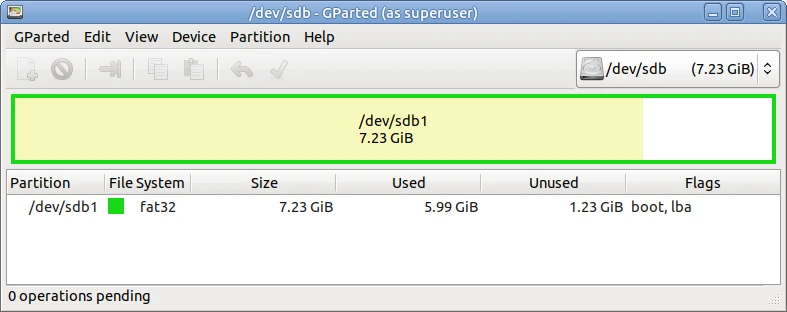 /dev/sdb - GParted (as superuser)
GParted Edit View Device Partition Help
/dev/sdb (7.23 GiB)
/dev/sdb1
7.23 GiB
Partition File System Size Used Unused Flags
/dev/sdb1 fat32 7.23 GiB 5.99 GiB 1.23 GiB boot, lba
0 operations pending